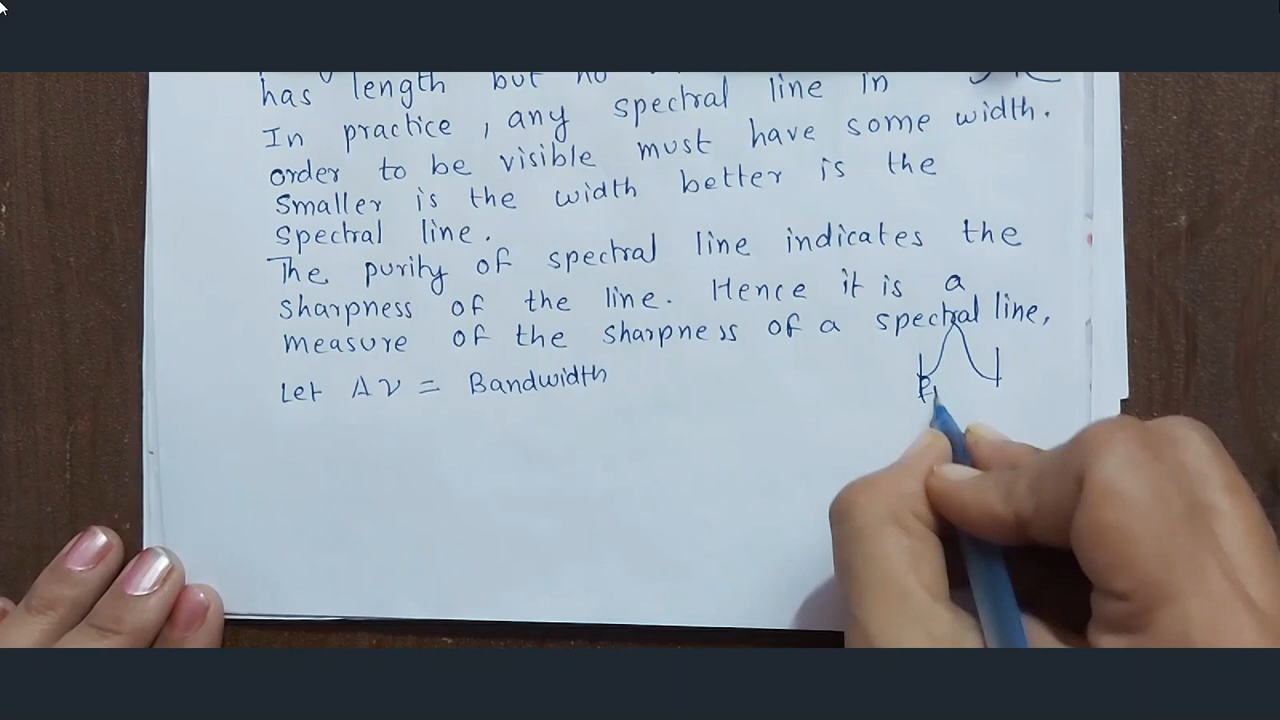 has length but no
In practice, any spectral line in
order to be visible must have some width.
Smaller is the width better is the
spectral line.
The purity of spectral line indicates the
sharpness of the line. Hence it is a
measure of the sharpness of a spectral line,
Let Δν = Bandwidth